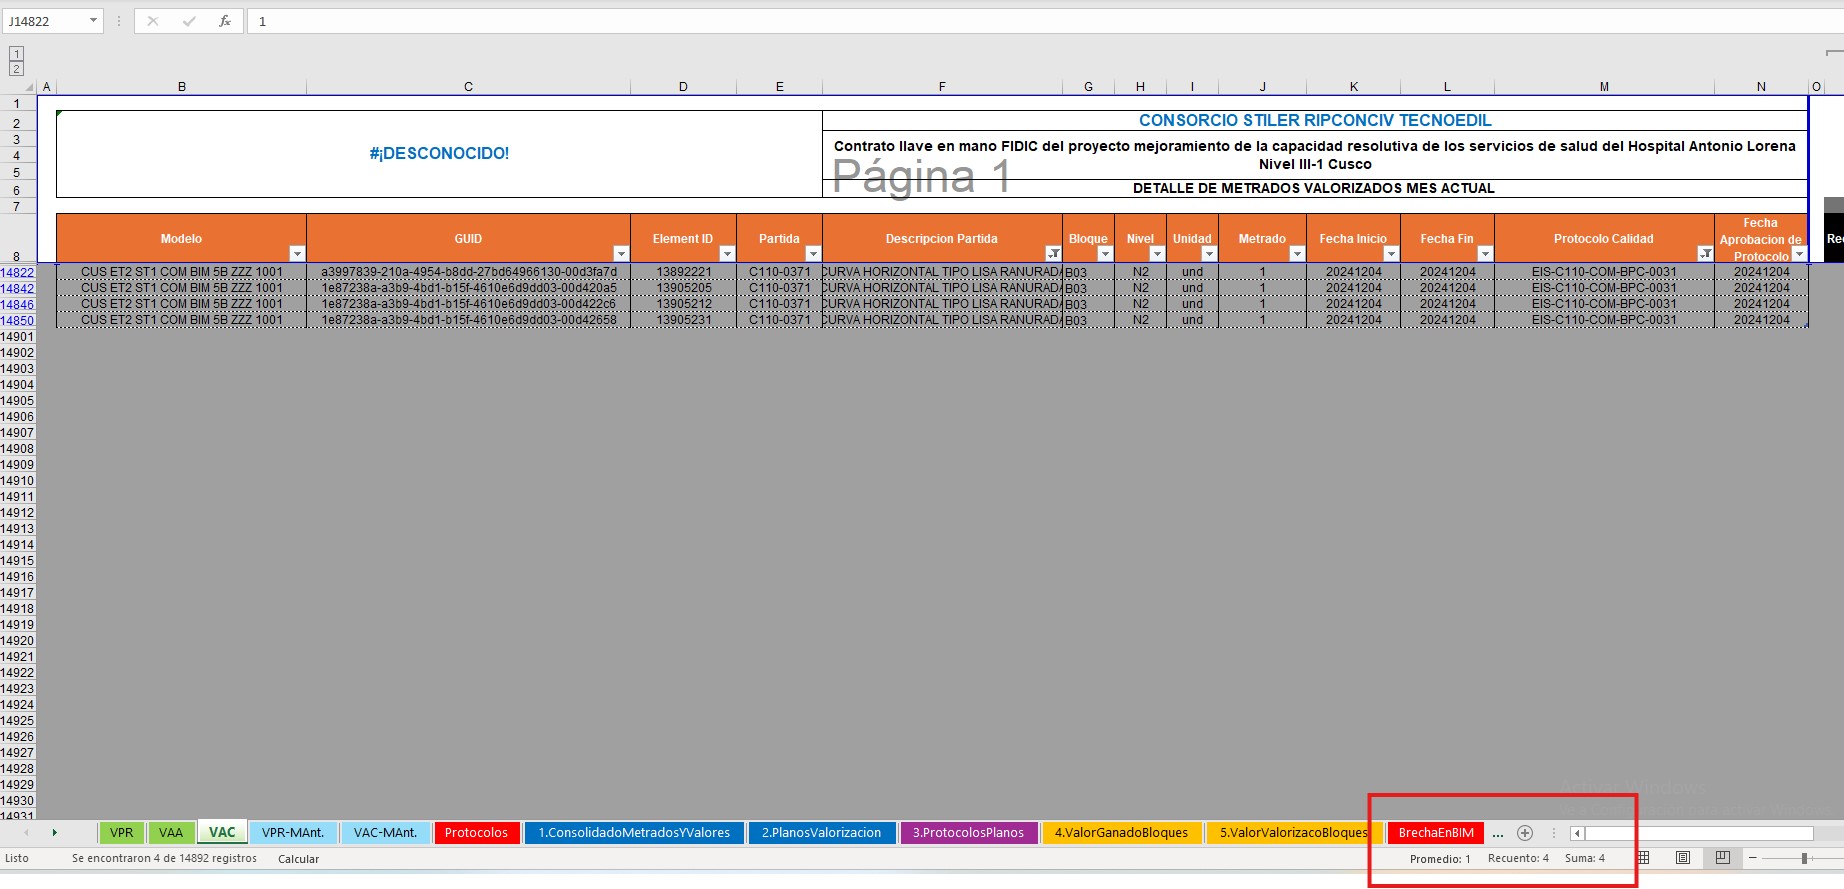 J14822
fx
1
1
2
A B C D E F G H I J K L M N O
1
2
3
4
5
6
7
8
CONSORCIO STILER RIPCONCIV TECNOEDIL
#¡DESCONOCIDO!
Contrato llave en mano FIDIC del proyecto mejoramiento de la capacidad resolutiva de los servicios de salud del Hospital Antonio Lorena
Nivel III-1 Cusco
Página 1
DETALLE DE METRADOS VALORIZADOS MES ACTUAL
Modelo GUID Element ID Partida Descripcion Partida Bloque Nivel Unidad Metrado Fecha Inicio Fecha Fin Protocolo Calidad Fecha Aprobacion de Protocolo
14822 CUS ET2 ST1 COM BIM 5B ZZZ 1001 a3997839-210a-4954-b8dd-27bd64966130-00d3fa7d 13892221 C110-0371 CURVA HORIZONTAL TIPO LISA RANURADA B03 N2 und 1 20241204 20241204 EIS-C110-COM-BPC-0031 20241204
14842 CUS ET2 ST1 COM BIM 5B ZZZ 1001 1e87238a-a3b9-4bd1-b15f-4610e6d9dd03-00d420a5 13905205 C110-0371 CURVA HORIZONTAL TIPO LISA RANURADA B03 N2 und 1 20241204 20241204 EIS-C110-COM-BPC-0031 20241204
14846 CUS ET2 ST1 COM BIM 5B ZZZ 1001 1e87238a-a3b9-4bd1-b15f-4610e6d9dd03-00d422c6 13905212 C110-0371 CURVA HORIZONTAL TIPO LISA RANURADA B03 N2 und 1 20241204 20241204 EIS-C110-COM-BPC-0031 20241204
14850 CUS ET2 ST1 COM BIM 5B ZZZ 1001 1e87238a-a3b9-4bd1-b15f-4610e6d9dd03-00d42658 13905231 C110-0371 CURVA HORIZONTAL TIPO LISA RANURADA B03 N2 und 1 20241204 20241204 EIS-C110-COM-BPC-0031 20241204
14901
14902
14903
14904
14905
14906
14907
14908
14909
14910
14911
14912
14913
14914
14915
14916
14917
14918
14919
14920
14921
14922
14923
14924
14925
14926
14927
14928
14929
14930
14931
Activar Windows
VPR VAA VAC VPR-MAnt. VAC-MAnt. Protocolos 1.ConsolidadoMetradosYValores 2.PlanosValorizacion 3.ProtocolosPlanos 4.ValorGanadoBloques 5.ValorValorizacoBloques BrechaEnBIM ...
Listo Se encontraron 4 de 14892 registros Calcular Promedio: 1 Recuento: 4 Suma: 4